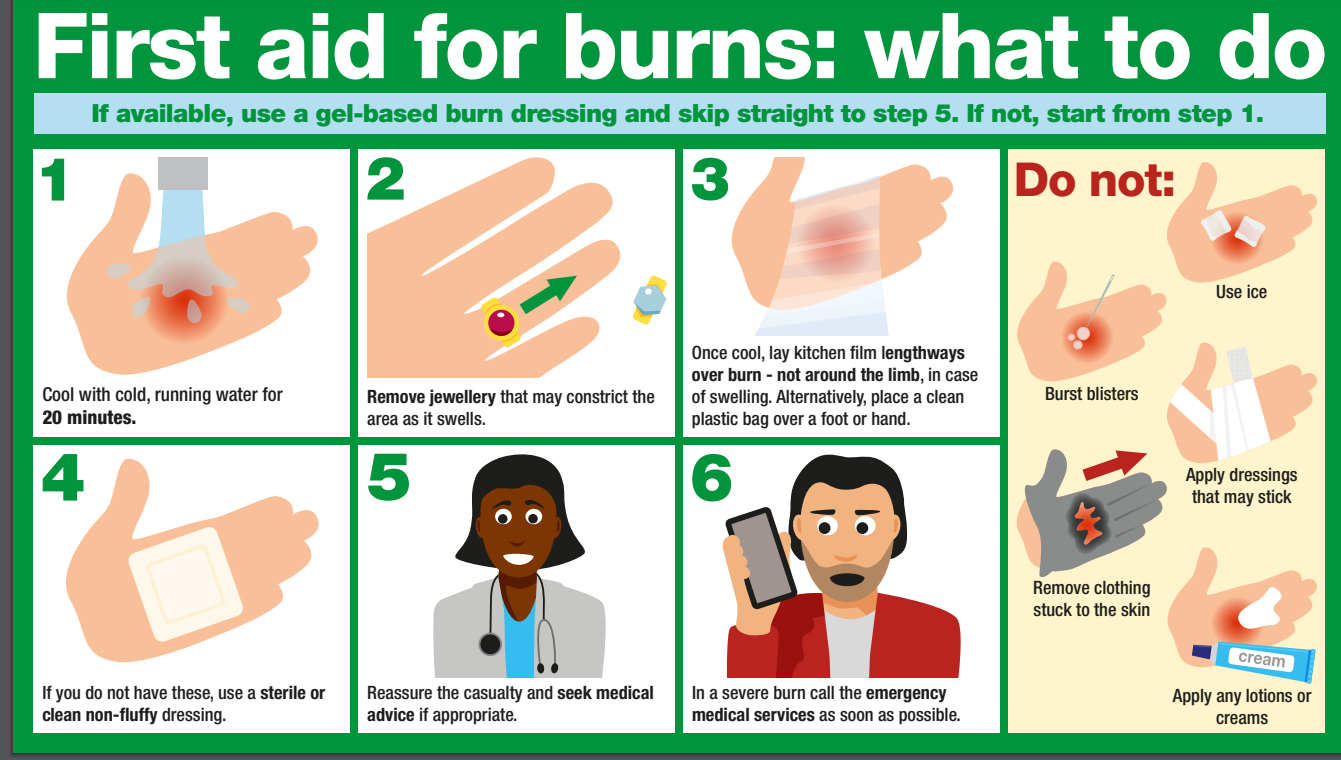 First aid for burns: what to do
If available, use a gel-based burn dressing and skip straight to step 5. If not, start from step 1.
1
Cool with cold, running water for
20 minutes.
2
Remove jewellery that may constrict the
area as it swells.
3
Once cool, lay kitchen film lengthways
over burn - not around the limb, in case
of swelling. Alternatively, place a clean
plastic bag over a foot or hand.
4
If you do not have these, use a sterile or
clean non-fluffy dressing.
5
Reassure the casualty and seek medical
advice if appropriate.
6
In a severe burn call the emergency
medical services as soon as possible.
Do not:
Use ice
Burst blisters
Apply dressings
that may stick
Remove clothing
stuck to the skin
cream
Apply any lotions or
creams